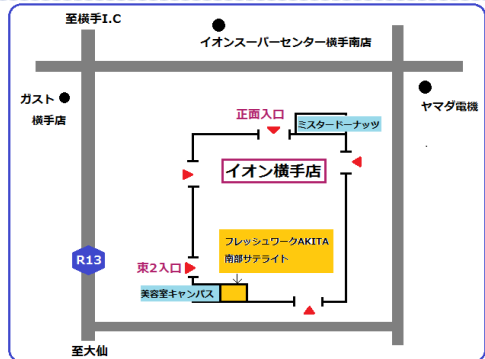 至横手I.C
イオンスーパーセンター横手南店
ガスト
横手店
ヤマダ電機
正面入口
ミスタードーナッツ
イオン横手店
フレッシュワークAKITA
南部サテライト
R13
東2入口
美容室キャンパス
至大仙